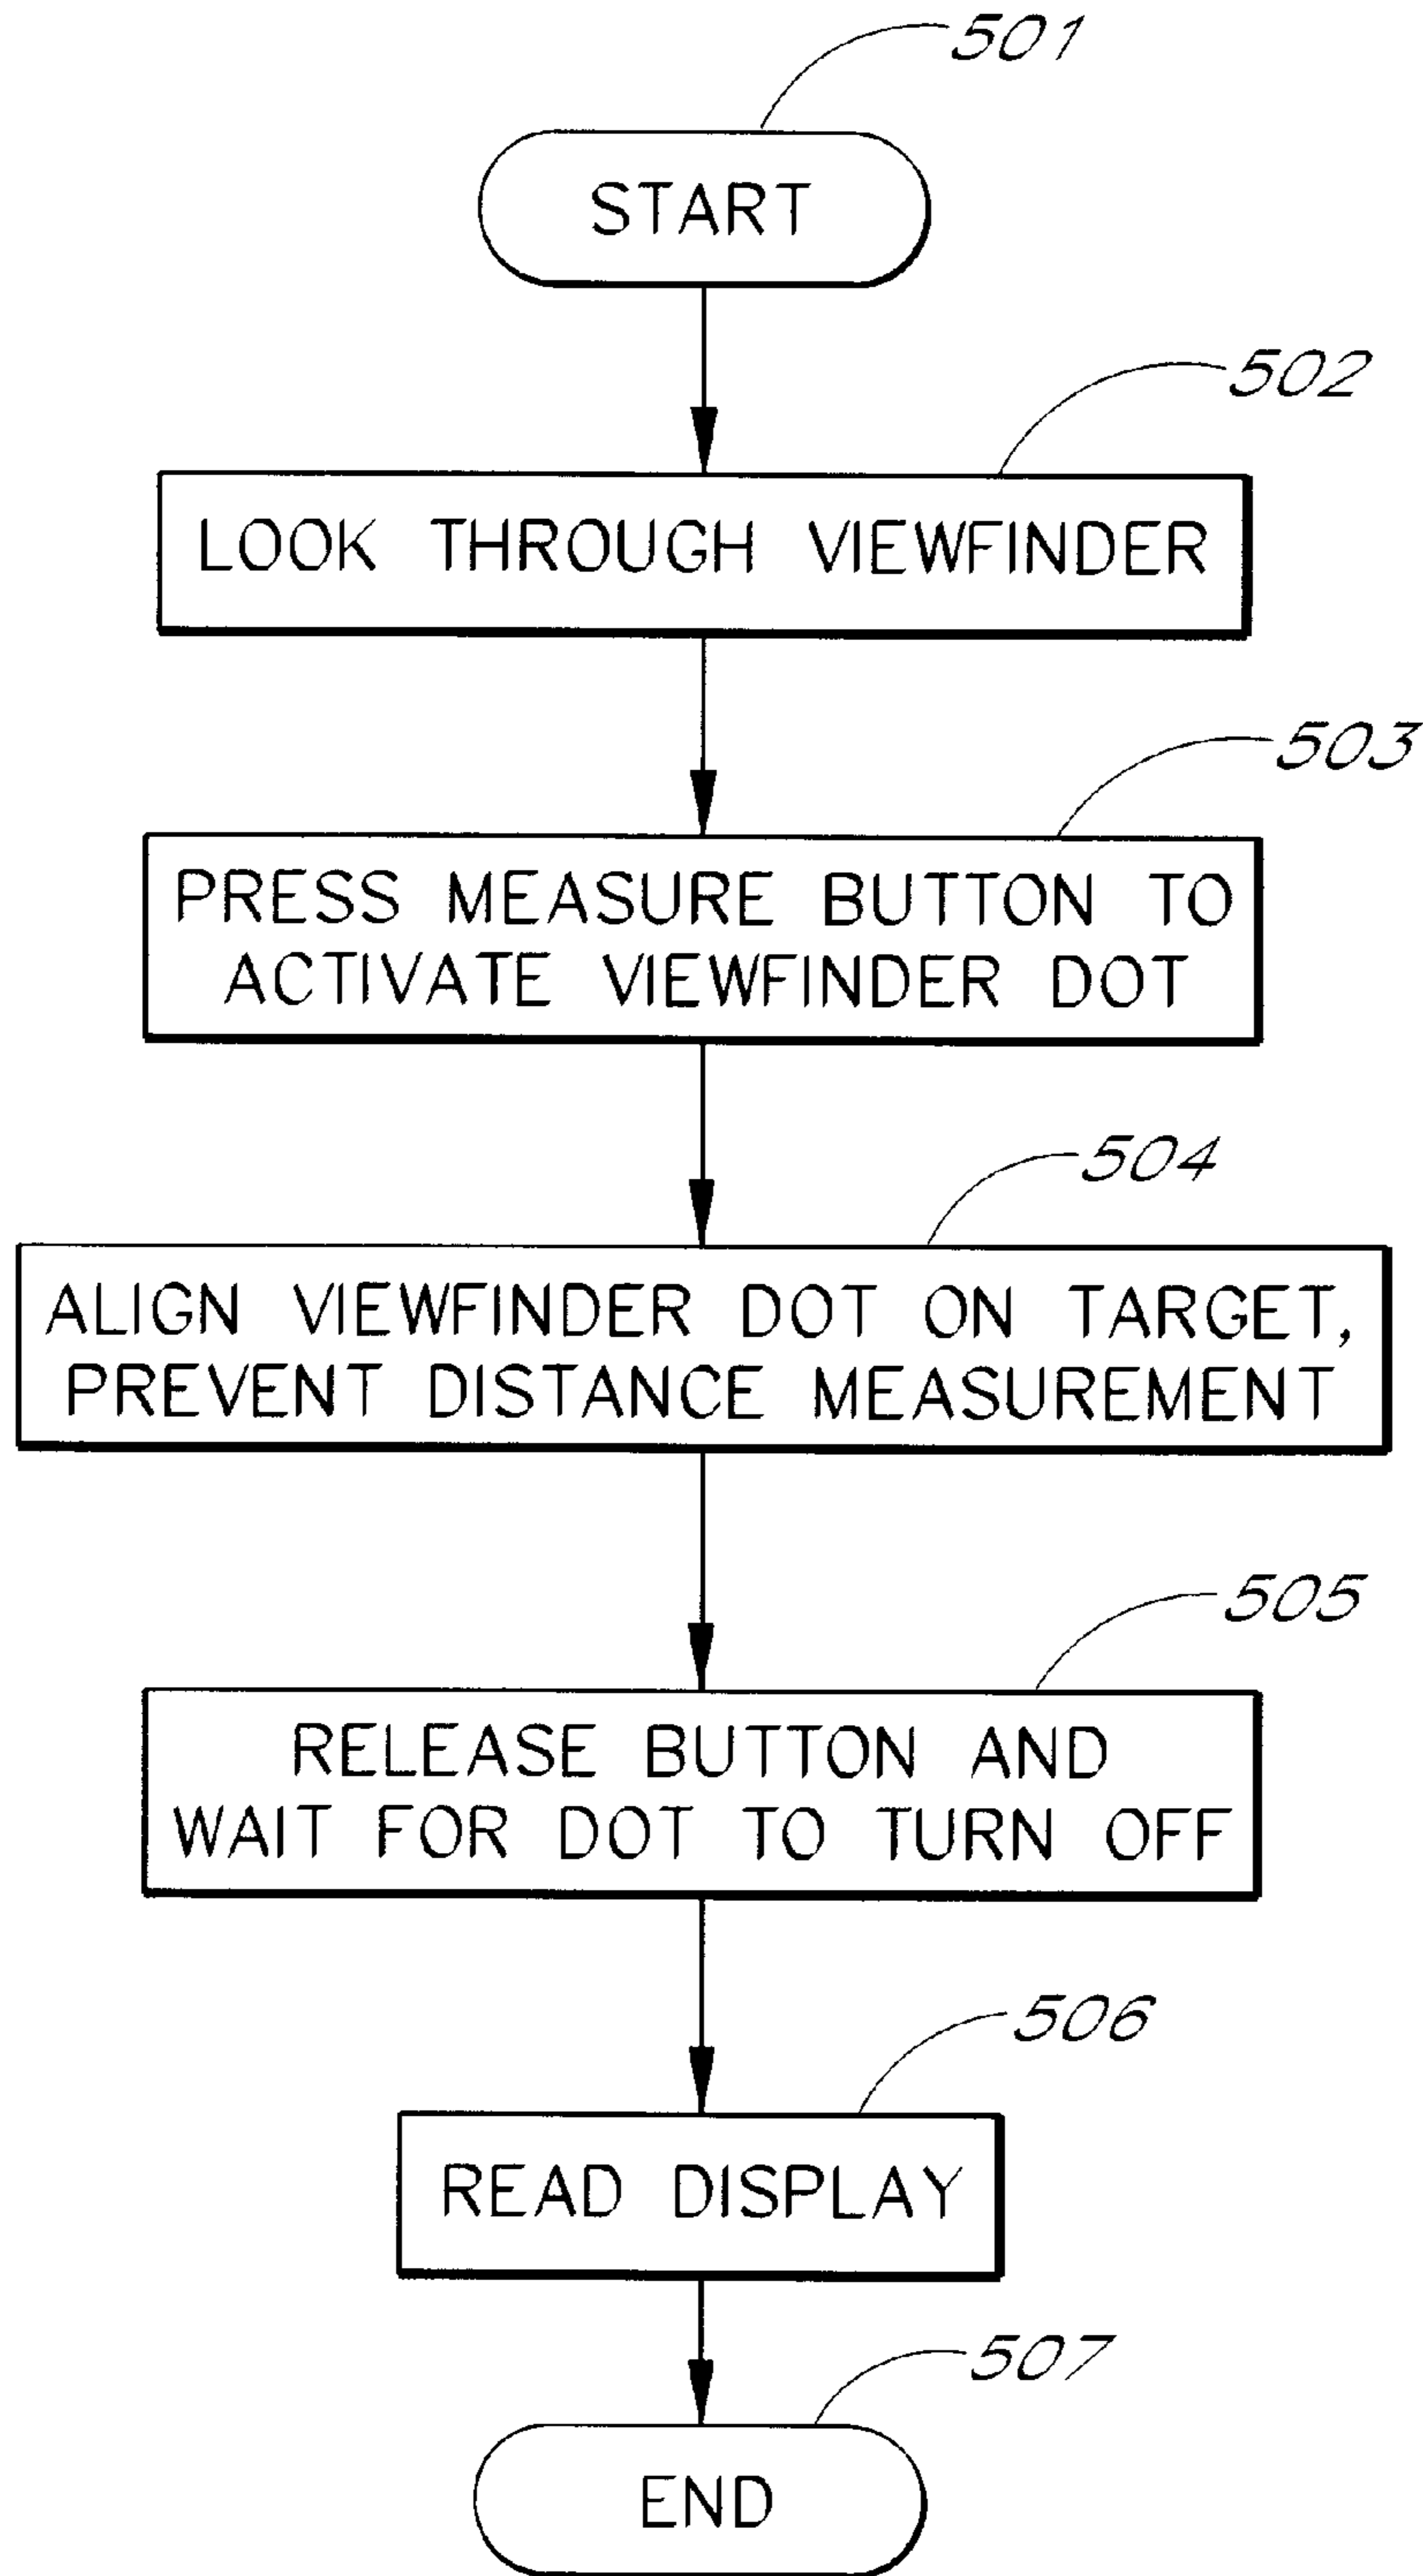 501
START
502
LOOK THROUGH VIEWFINDER
503
PRESS MEASURE BUTTON TO
ACTIVATE VIEWFINDER DOT
504
ALIGN VIEWFINDER DOT ON TARGET,
PREVENT DISTANCE MEASUREMENT
505
RELEASE BUTTON AND
WAIT FOR DOT TO TURN OFF
506
READ DISPLAY
507
END